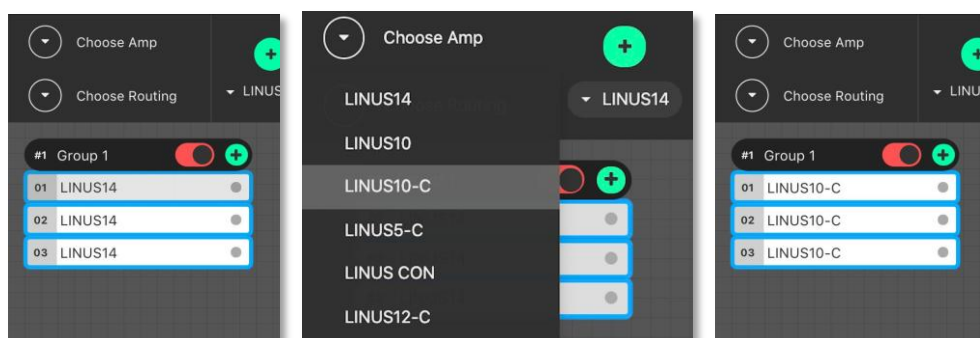 Choose Amp
Choose Routing
LINUS
#1 Group 1
01 LINUS14
02 LINUS14
03 LINUS14
Choose Amp
LINUS14
LINUS14
LINUS10
LINUS10-C
LINUS5-C
LINUS CON
LINUS12-C
Choose Amp
Choose Routing
LINU
#1 Group 1
01 LINUS10-C
02 LINUS10-C
03 LINUS10-C